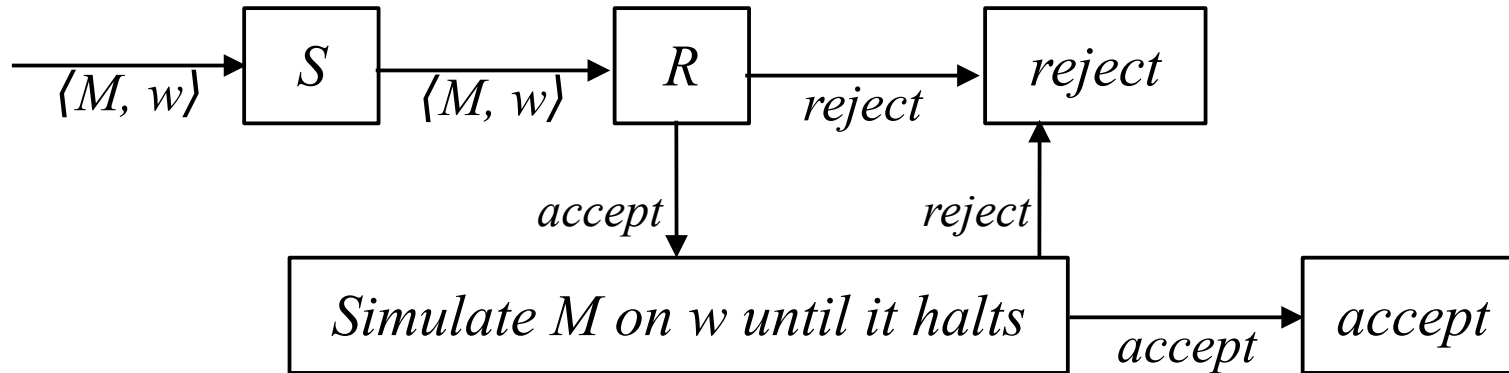 S
R
reject
⟨M, w⟩
⟨M, w⟩
reject
accept
reject
Simulate M on w until it halts
accept
accept